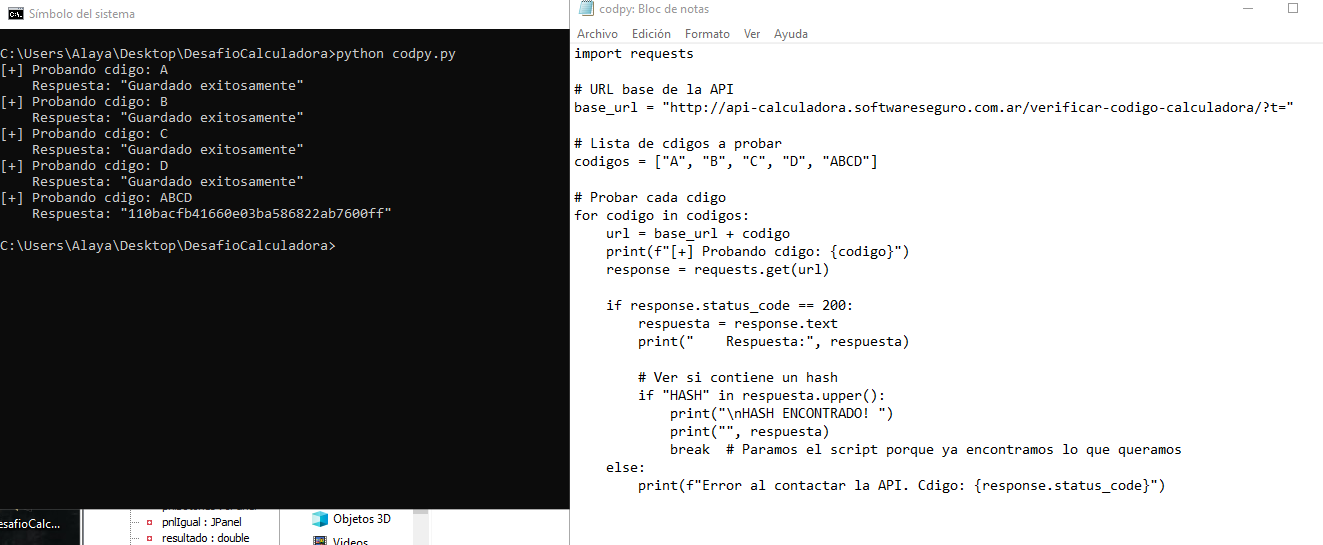 Símbolo del sistema
C:\Users\Alaya\Desktop\DesafioCalculadora>python codpy.py
[+] Probando cdigo: A
    Respuesta: "Guardado exitosamente"
[+] Probando cdigo: B
    Respuesta: "Guardado exitosamente"
[+] Probando cdigo: C
    Respuesta: "Guardado exitosamente"
[+] Probando cdigo: D
    Respuesta: "Guardado exitosamente"
[+] Probando cdigo: ABCD
    Respuesta: "110bacfb41660e03ba586822ab7600ff"
C:\Users\Alaya\Desktop\DesafioCalculadora>
codpy: Bloc de notas
Archivo Edición Formato Ver Ayuda
import requests
# URL base de la API
base_url = "http://api-calculadora.softwareseguro.com.ar/verificar-codigo-calculadora/?t="
# Lista de cdigos a probar
codigos = ["A", "B", "C", "D", "ABCD"]
# Probar cada cdigo
for codigo in codigos:
    url = base_url + codigo
    print(f"[+] Probando cdigo: {codigo}")
    response = requests.get(url)
    if response.status_code == 200:
        respuesta = response.text
        print("    Respuesta:", respuesta)
        # Ver si contiene un hash
        if "HASH" in respuesta.upper():
            print("\nHASH ENCONTRADO! ")
            print("", respuesta)
            break  # Paramos el script porque ya encontramos lo que queramos
    else:
        print(f"Error al contactar la API. Cdigo: {response.status_code}")
esafioCalc...
pnlIgual : JPanel
resultado : double
Objetos 3D
Videos